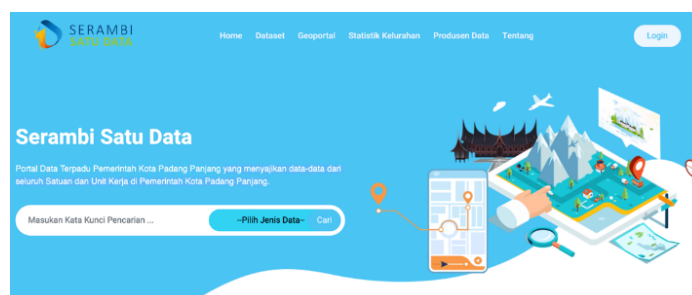 SERAMBI
SATU DATA
Home Dataset Geoportal Statistik Kelurahan Produsen Data Tentang
Login
Serambi Satu Data
Portal Data Terpadu Pemerintah Kota Padang Panjang yang menyajikan data-data dari
seluruh Satuan dan Unit Kerja di Pemerintah Kota Padang Panjang.
Masukan Kata Kunci Pencarian ... --Pilih Jenis Data-- Cari